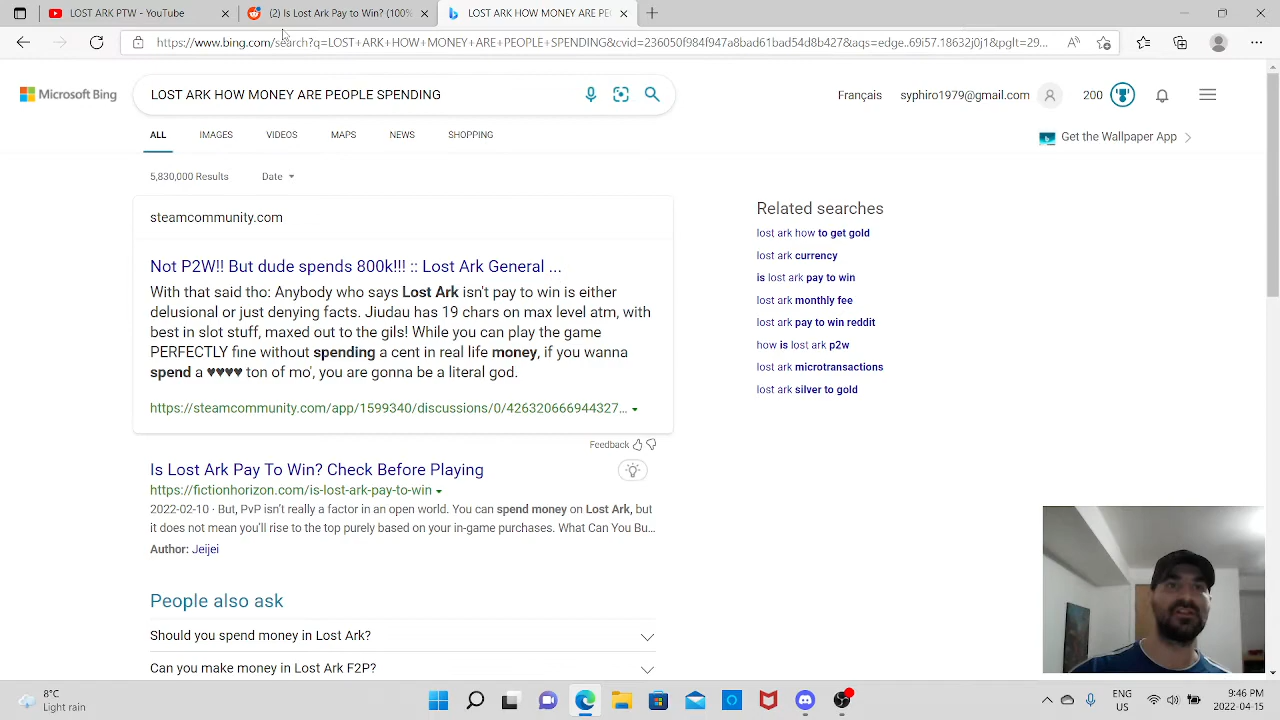 LOST ARK PTW - YouTube
(2) Is Lost Ark Pay to Win? (100%
LOST ARK HOW MONEY ARE PE
https://www.bing.com/search?q=LOST+ARK+HOW+MONEY+ARE+PEOPLE+SPENDING&cvid=236050f984f947a8bad61bad54d8b427&aqs=edge..69i57.18632j0j1&pglt=29...
Microsoft Bing
LOST ARK HOW MONEY ARE PEOPLE SPENDING
Français
syphiro1979@gmail.com
200
ALL
IMAGES
VIDEOS
MAPS
NEWS
SHOPPING
Get the Wallpaper App
5,830,000 Results
Date
steamcommunity.com
Not P2W!! But dude spends 800k!!! :: Lost Ark General ...
With that said tho: Anybody who says Lost Ark isn't pay to win is either
delusional or just denying facts. Jiudau has 19 chars on max level atm, with
best in slot stuff, maxed out to the gils! While you can play the game
PERFECTLY fine without spending a cent in real life money, if you wanna
spend a ♥♥♥♥ ton of mo', you are gonna be a literal god.
https://steamcommunity.com/app/1599340/discussions/0/426320666944327...
Feedback
Is Lost Ark Pay To Win? Check Before Playing
https://fictionhorizon.com/is-lost-ark-pay-to-win
2022-02-10 · But, PvP isn't really a factor in an open world. You can spend money on Lost Ark, but
it does not mean you'll rise to the top purely based on your in-game purchases. What Can You Bu...
Author: Jeijei
People also ask
Should you spend money in Lost Ark?
Can you make money in Lost Ark F2P?
Related searches
lost ark how to get gold
lost ark currency
is lost ark pay to win
lost ark monthly fee
lost ark pay to win reddit
how is lost ark p2w
lost ark microtransactions
lost ark silver to gold
8°C
Light rain
ENG
US
9:46 PM
2022-04-15